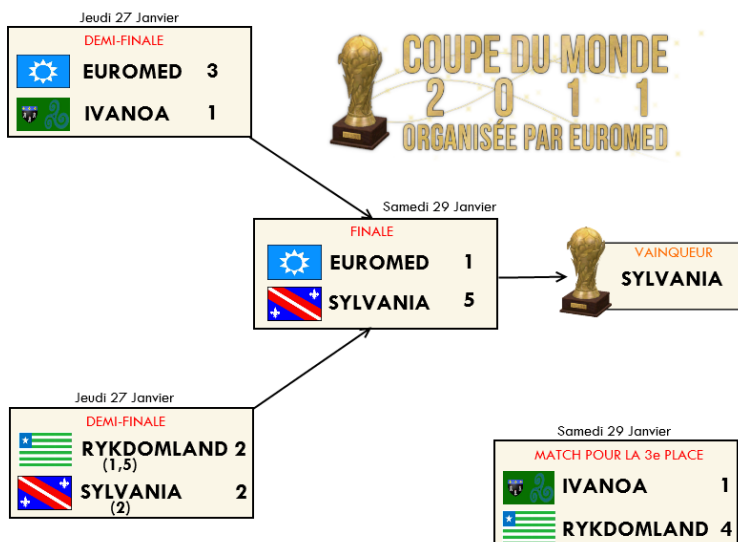 Jeudi 27 Janvier
DEMI-FINALE
EUROMED 3
IVANOA 1
COUPE DU MONDE
2 0 1 1
ORGANISÉE PAR EUROMED
Samedi 29 Janvier
FINALE
EUROMED 1
SYLVANIA 5
VAINQUEUR
SYLVANIA
Jeudi 27 Janvier
DEMI-FINALE
RYKDOMLAND 2
(1,5)
SYLVANIA 2
(2)
Samedi 29 Janvier
MATCH POUR LA 3e PLACE
IVANOA 1
RYKDOMLAND 4